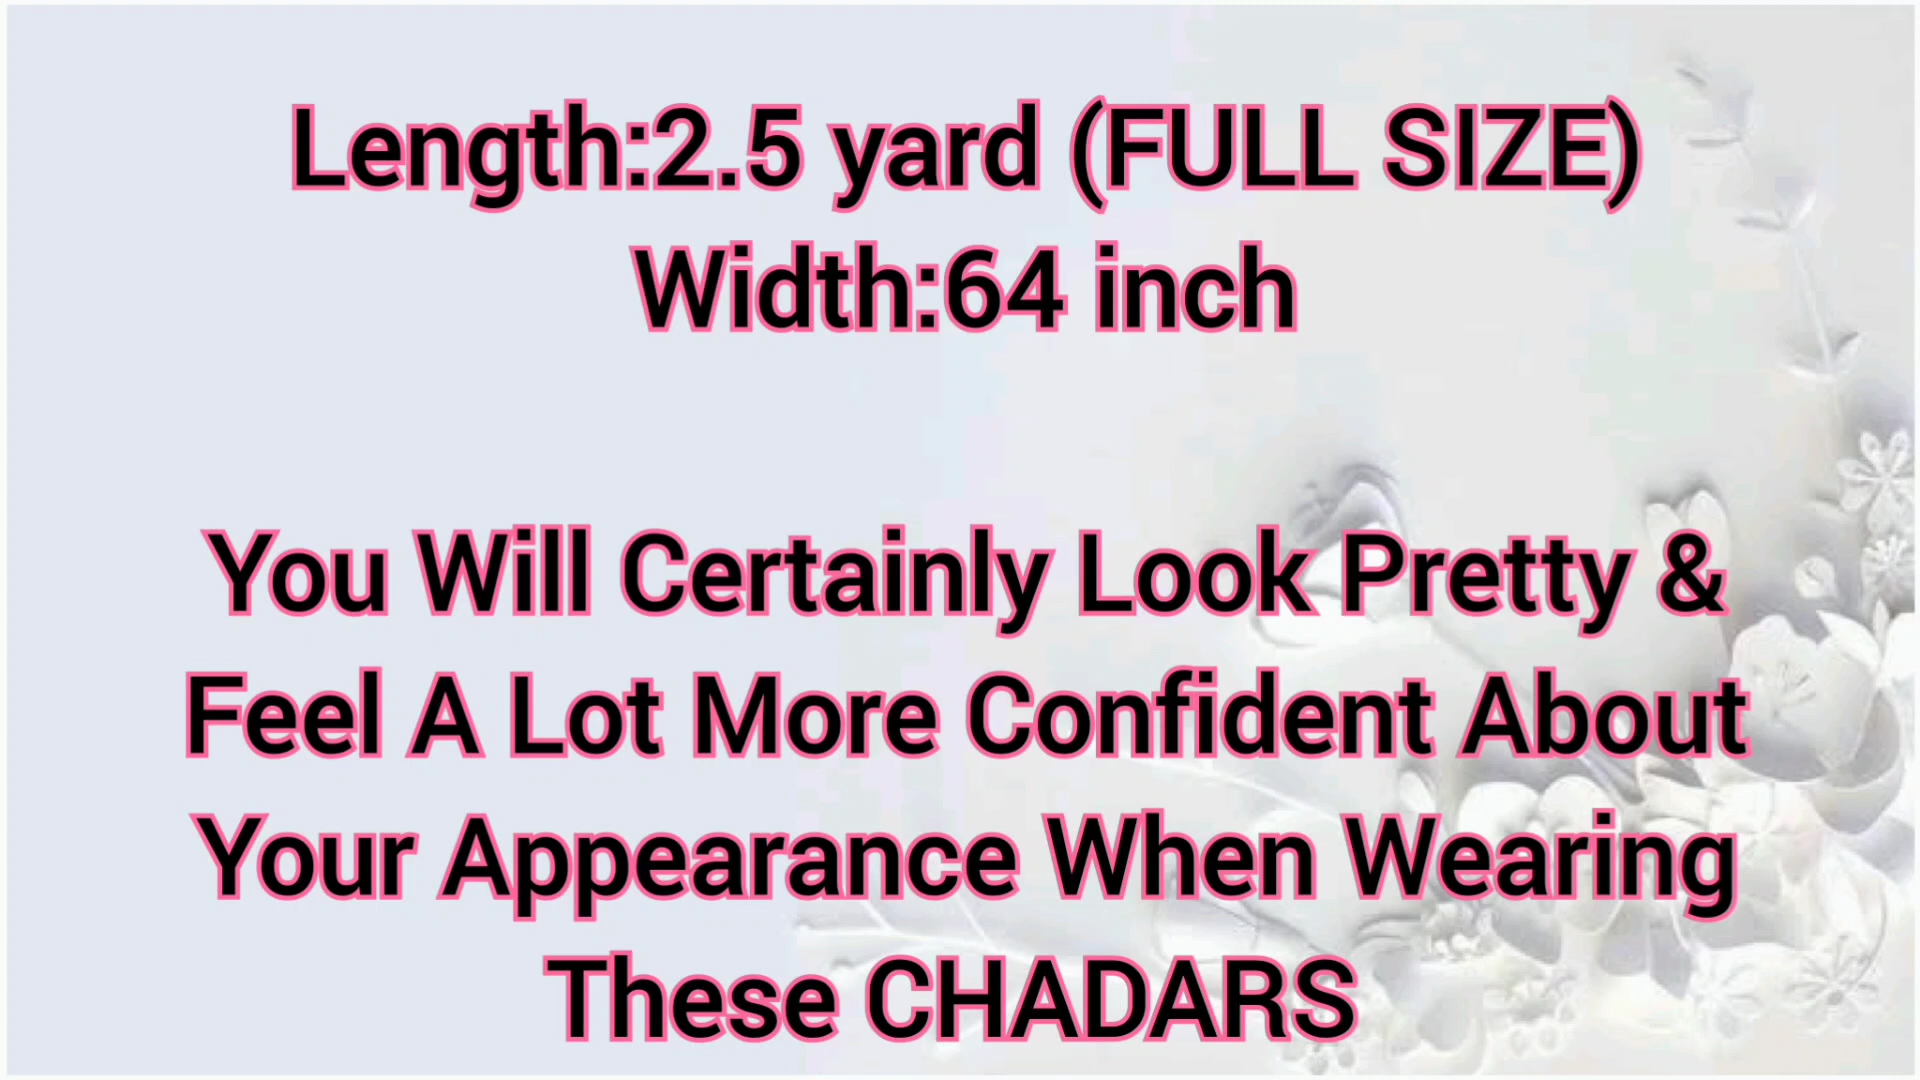 Length:2.5 yard (FULL SIZE)
Width:64 inch
You Will Certainly Look Pretty &
Feel A Lot More Confident About
Your Appearance When Wearing
These CHADARS